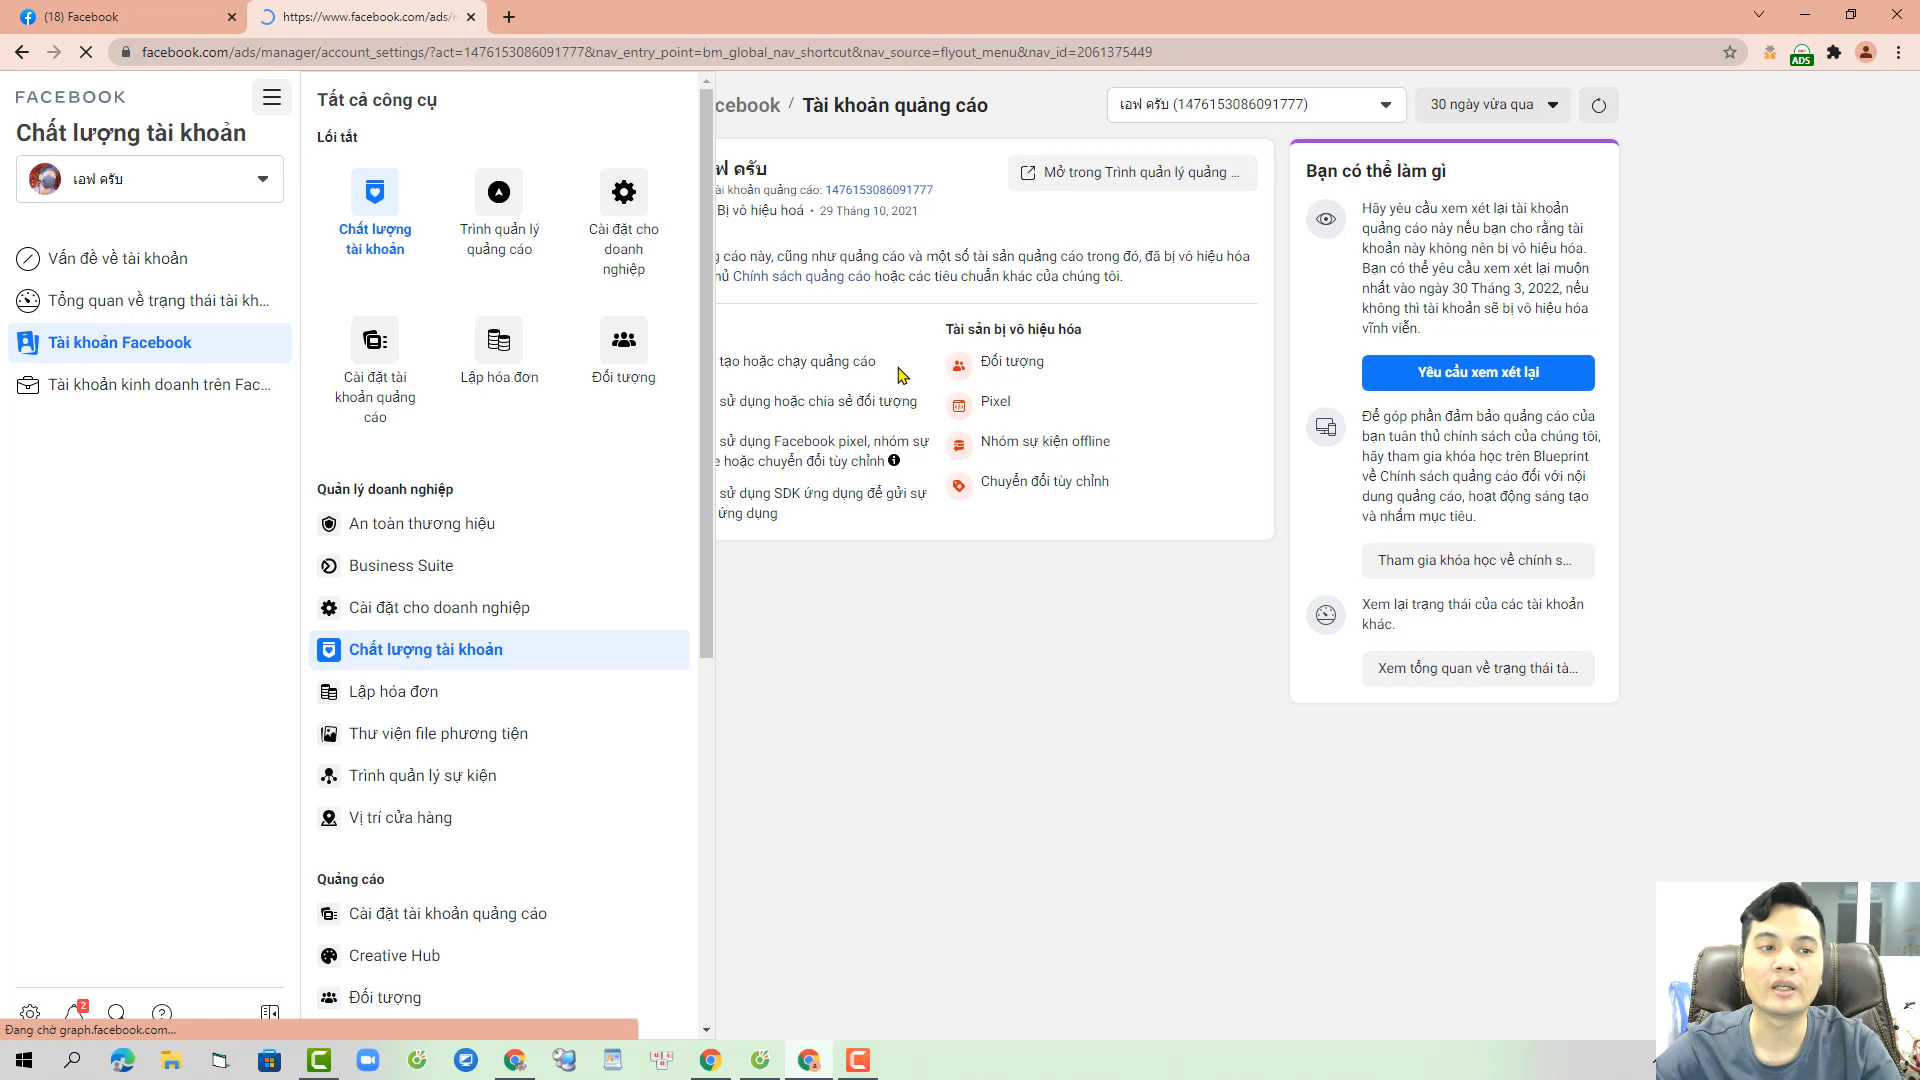 (18) Facebook
https://www.facebook.com/ads/
facebook.com/ads/manager/account_settings/?act=1476153086091777&nav_entry_point=bm_global_nav_shortcut&nav_source=flyout_menu&nav_id=2061375449
ADS
FACEBOOK
Chất lượng tài khoản
เอฟ ครับ
Vấn đề về tài khoản
Tổng quan về trạng thái tài kh...
Tài khoản Facebook
Tài khoản kinh doanh trên Fac...
2
Đang chờ graph.facebook.com...
Tất cả công cụ
Lối tắt
Chất lượng
tài khoản
Trình quản lý
quảng cáo
Cài đặt cho
doanh
nghiệp
Cài đặt tài
khoản quảng
cáo
Lập hóa đơn
Đối tượng
Quản lý doanh nghiệp
An toàn thương hiệu
Business Suite
Cài đặt cho doanh nghiệp
Chất lượng tài khoản
Lập hóa đơn
Thư viện file phương tiện
Trình quản lý sự kiện
Vị trí cửa hàng
Quảng cáo
Cài đặt tài khoản quảng cáo
Creative Hub
Đối tượng
cebook / Tài khoản quảng cáo
เอฟ ครับ (1476153086091777)
30 ngày vừa qua
ฟ ครับ
ài khoản quảng cáo: 1476153086091777
Bị vô hiệu hoá • 29 Tháng 10, 2021
Mở trong Trình quản lý quảng ...
g cáo này, cũng như quảng cáo và một số tài sản quảng cáo trong đó, đã bị vô hiệu hóa
hủ Chính sách quảng cáo hoặc các tiêu chuẩn khác của chúng tôi.
tạo hoặc chạy quảng cáo
sử dụng hoặc chia sẻ đối tượng
sử dụng Facebook pixel, nhóm sự
e hoặc chuyển đổi tùy chỉnh
sử dụng SDK ứng dụng để gửi sự
ứng dụng
Tài sản bị vô hiệu hóa
Đối tượng
Pixel
Nhóm sự kiện offline
Chuyển đổi tùy chỉnh
Bạn có thể làm gì
Hãy yêu cầu xem xét lại tài khoản
quảng cáo này nếu bạn cho rằng tài
khoản này không nên bị vô hiệu hóa.
Bạn có thể yêu cầu xem xét lại muộn
nhất vào ngày 30 Tháng 3, 2022, nếu
không thì tài khoản sẽ bị vô hiệu hóa
vĩnh viễn.
Yêu cầu xem xét lại
Để góp phần đảm bảo quảng cáo của
bạn tuân thủ chính sách của chúng tôi,
hãy tham gia khóa học trên Blueprint
về Chính sách quảng cáo đối với nội
dung quảng cáo, hoạt động sáng tạo
và nhắm mục tiêu.
Tham gia khóa học về chính s...
Xem lại trạng thái của các tài khoản
khác.
Xem tổng quan về trạng thái tà...